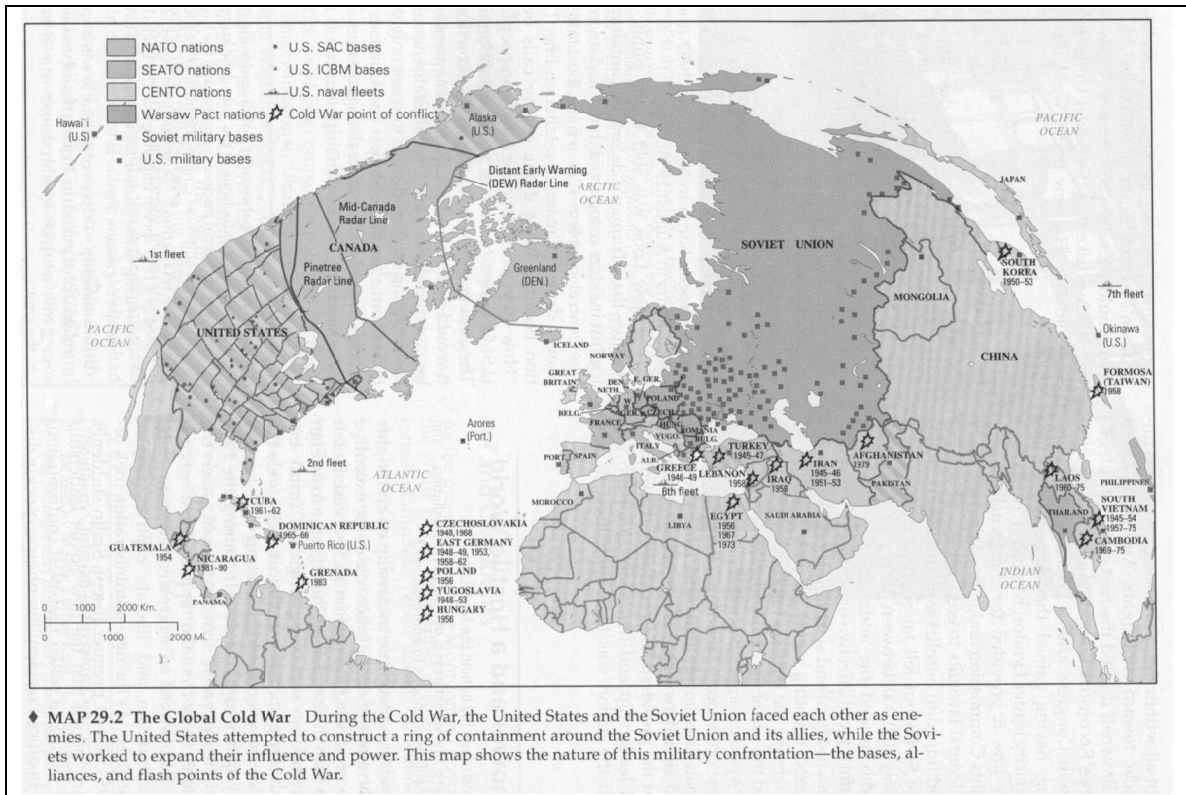 NATO nations
SEATO nations
CENTO nations
Warsaw Pact nations
Soviet military bases
U.S. military bases
U.S. SAC bases
U.S. ICBM bases
U.S. naval fleets
Cold War point of conflict
Hawai'i
(U.S)
Alaska
(U.S.)
Distant Early Warning
(DEW) Radar Line
ARCTIC
OCEAN
PACIFIC
OCEAN
JAPAN
Mid-Canada
Radar Line
CANADA
Pinetree
Radar Line
Greenland
(DEN.)
SOVIET UNION
1st fleet
SOUTH
KOREA
1950–53
MONGOLIA
7th fleet
PACIFIC
OCEAN
UNITED STATES
ICELAND
NORWAY
Okinawa
(U.S.)
CHINA
GREAT
BRITAIN
DEN.
E. GER.
NETH.
POLAND
W.
GER.
BELG.
CZECH.
FRANCE
HUNG.
ROMANIA
YUGO.
BULG.
FORMOSA
(TAIWAN)
1958
Azores
(Port.)
PORT.
SPAIN
ITALY
ALB.
GREECE
1946–49
TURKEY
1945–47
LEBANON
1958
IRAQ
1958
IRAN
1945–46
1951–53
AFGHANISTAN
1979
PAKISTAN
2nd fleet
ATLANTIC
OCEAN
6th fleet
LAOS
1960–75
PHILIPPINES
CUBA
1961–62
MOROCCO
LIBYA
EGYPT
1956
1967
1973
SAUDI ARABIA
THAILAND
SOUTH
VIETNAM
1945–54
1957–75
CAMBODIA
1969–75
DOMINICAN REPUBLIC
1965–66
Puerto Rico (U.S.)
GUATEMALA
1954
NICARAGUA
1981–90
GRENADA
1983
PANAMA
CZECHOSLOVAKIA
1948,1968
EAST GERMANY
1948–49, 1953,
1958–62
POLAND
1956
YUGOSLAVIA
1948–53
HUNGARY
1956
INDIAN
OCEAN
0 1000 2000 Km.
0 1000 2000 Mi.
♦ MAP 29.2 The Global Cold War During the Cold War, the United States and the Soviet Union faced each other as ene-
mies. The United States attempted to construct a ring of containment around the Soviet Union and its allies, while the Sovi-
ets worked to expand their influence and power. This map shows the nature of this military confrontation—the bases, al-
liances, and flash points of the Cold War.